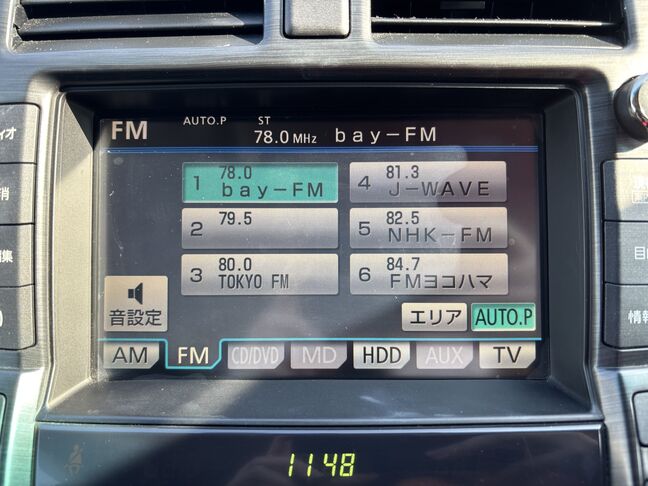 AUTO.P ST
FM 78.0 MHz bay-FM
1 78.0 bay-FM
4 81.3 J-WAVE
2 79.5
5 82.5 NHK-FM
3 80.0 TOKYO FM
6 84.7 FMヨコハマ
音設定
エリア AUTO.P
AM FM CD/DVD MD HDD AUX TV
1148